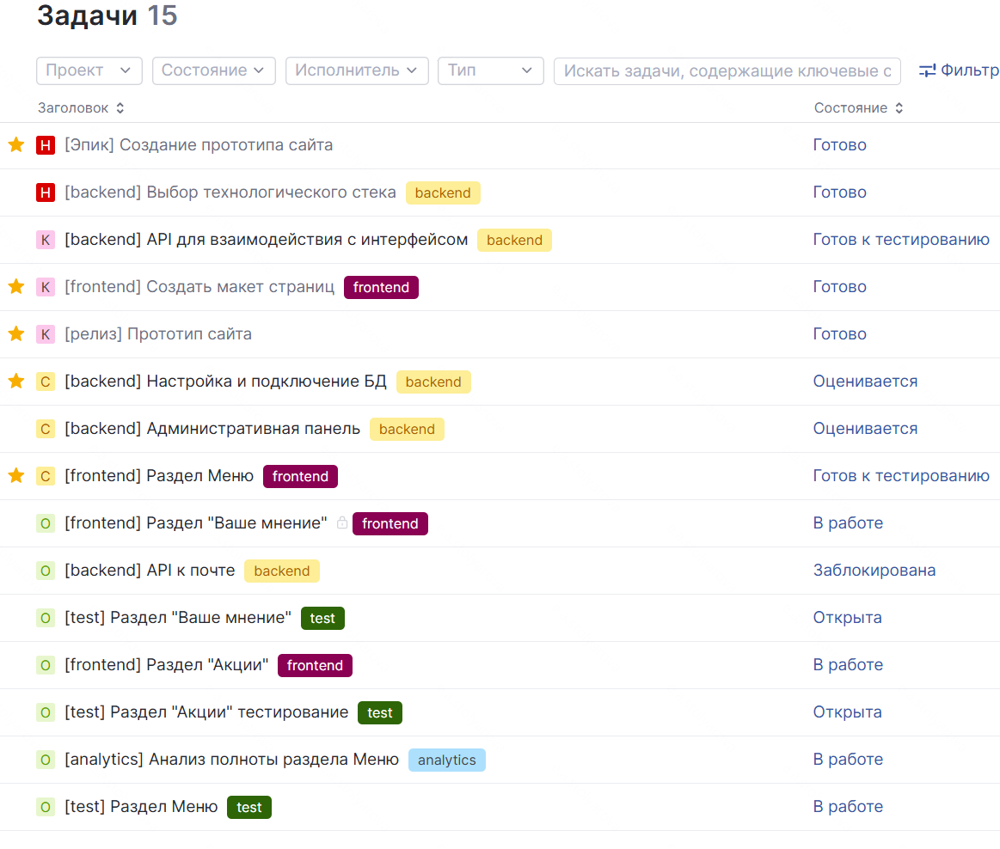 Задачи 15
Проект Состояние Исполнитель Тип Искать задачи, содержащие ключевые с Фильтр
Заголовок Состояние
Н [Эпик] Создание прототипа сайта Готово
Н [backend] Выбор технологического стека backend Готово
К [backend] API для взаимодействия с интерфейсом backend Готов к тестированию
К [frontend] Создать макет страниц frontend Готово
К [релиз] Прототип сайта Готово
С [backend] Настройка и подключение БД backend Оценивается
С [backend] Административная панель backend Оценивается
С [frontend] Раздел Меню frontend Готов к тестированию
О [frontend] Раздел "Ваше мнение" frontend В работе
О [backend] API к почте backend Заблокирована
О [test] Раздел "Ваше мнение" test Открыта
О [frontend] Раздел "Акции" frontend В работе
О [test] Раздел "Акции" тестирование test Открыта
О [analytics] Анализ полноты раздела Меню analytics В работе
О [test] Раздел Меню test В работе